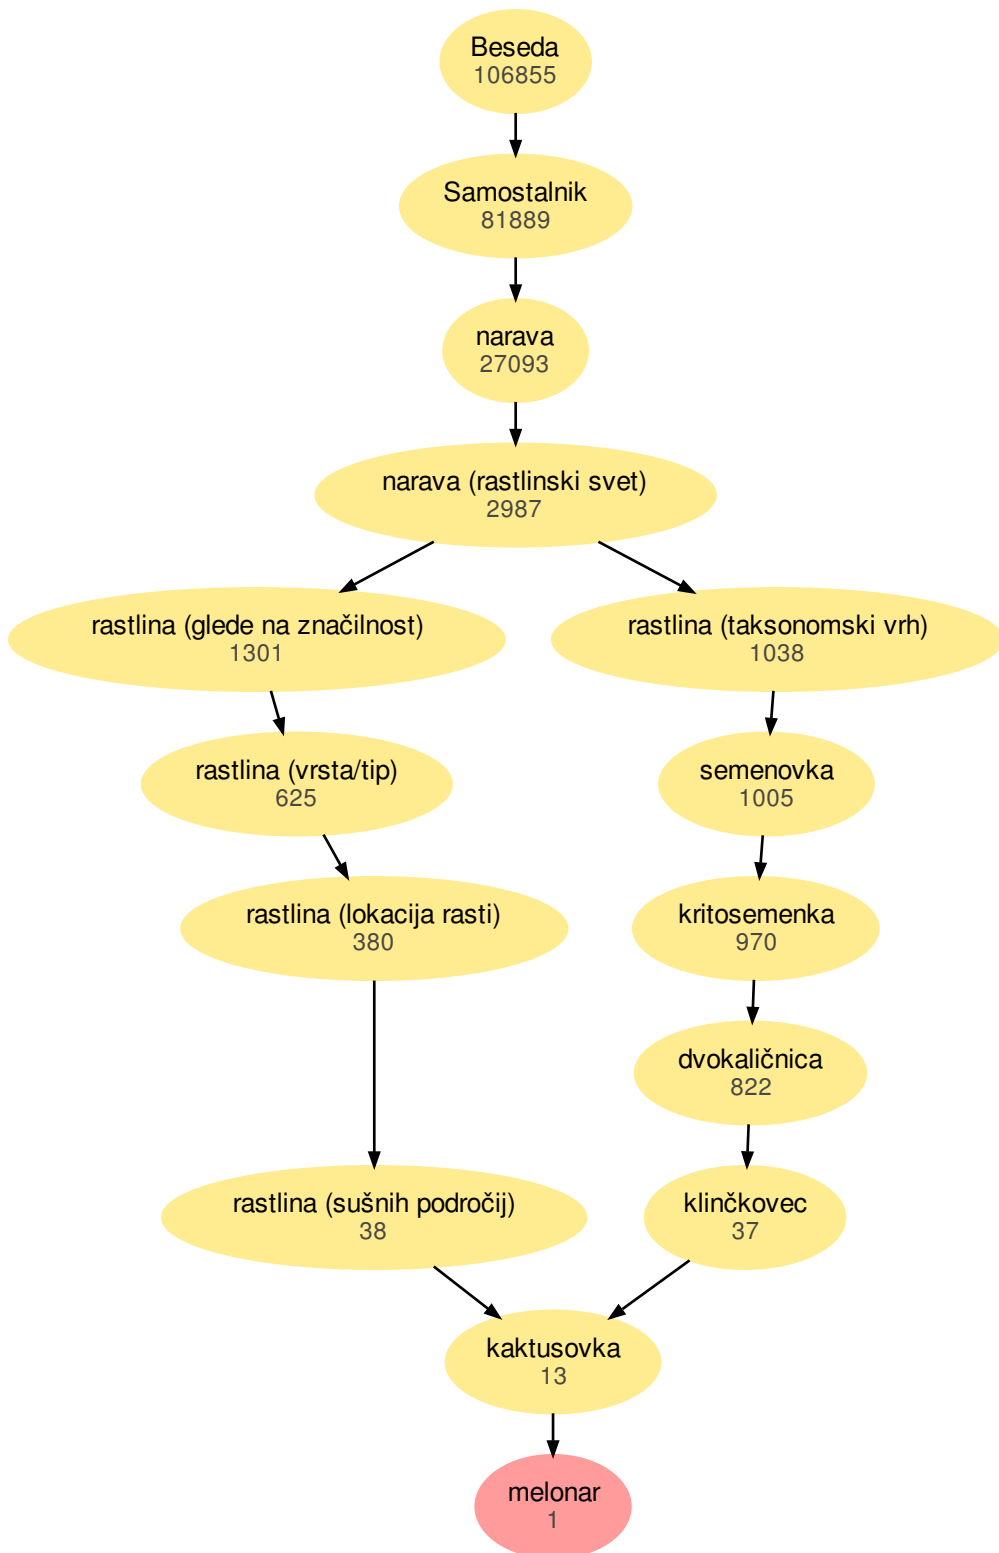 Beseda
106855
Samostalnik
81889
narava
27093
narava (rastlinski svet)
2987
rastlina (glede na značilnost)
1301
rastlina (taksonomski vrh)
1038
rastlina (vrsta/tip)
625
semenovka
1005
rastlina (lokacija rasti)
380
kritosemenka
970
dvokaličnica
822
rastlina (sušnih področij)
38
klinčkovec
37
kaktusovka
13
melonar
1